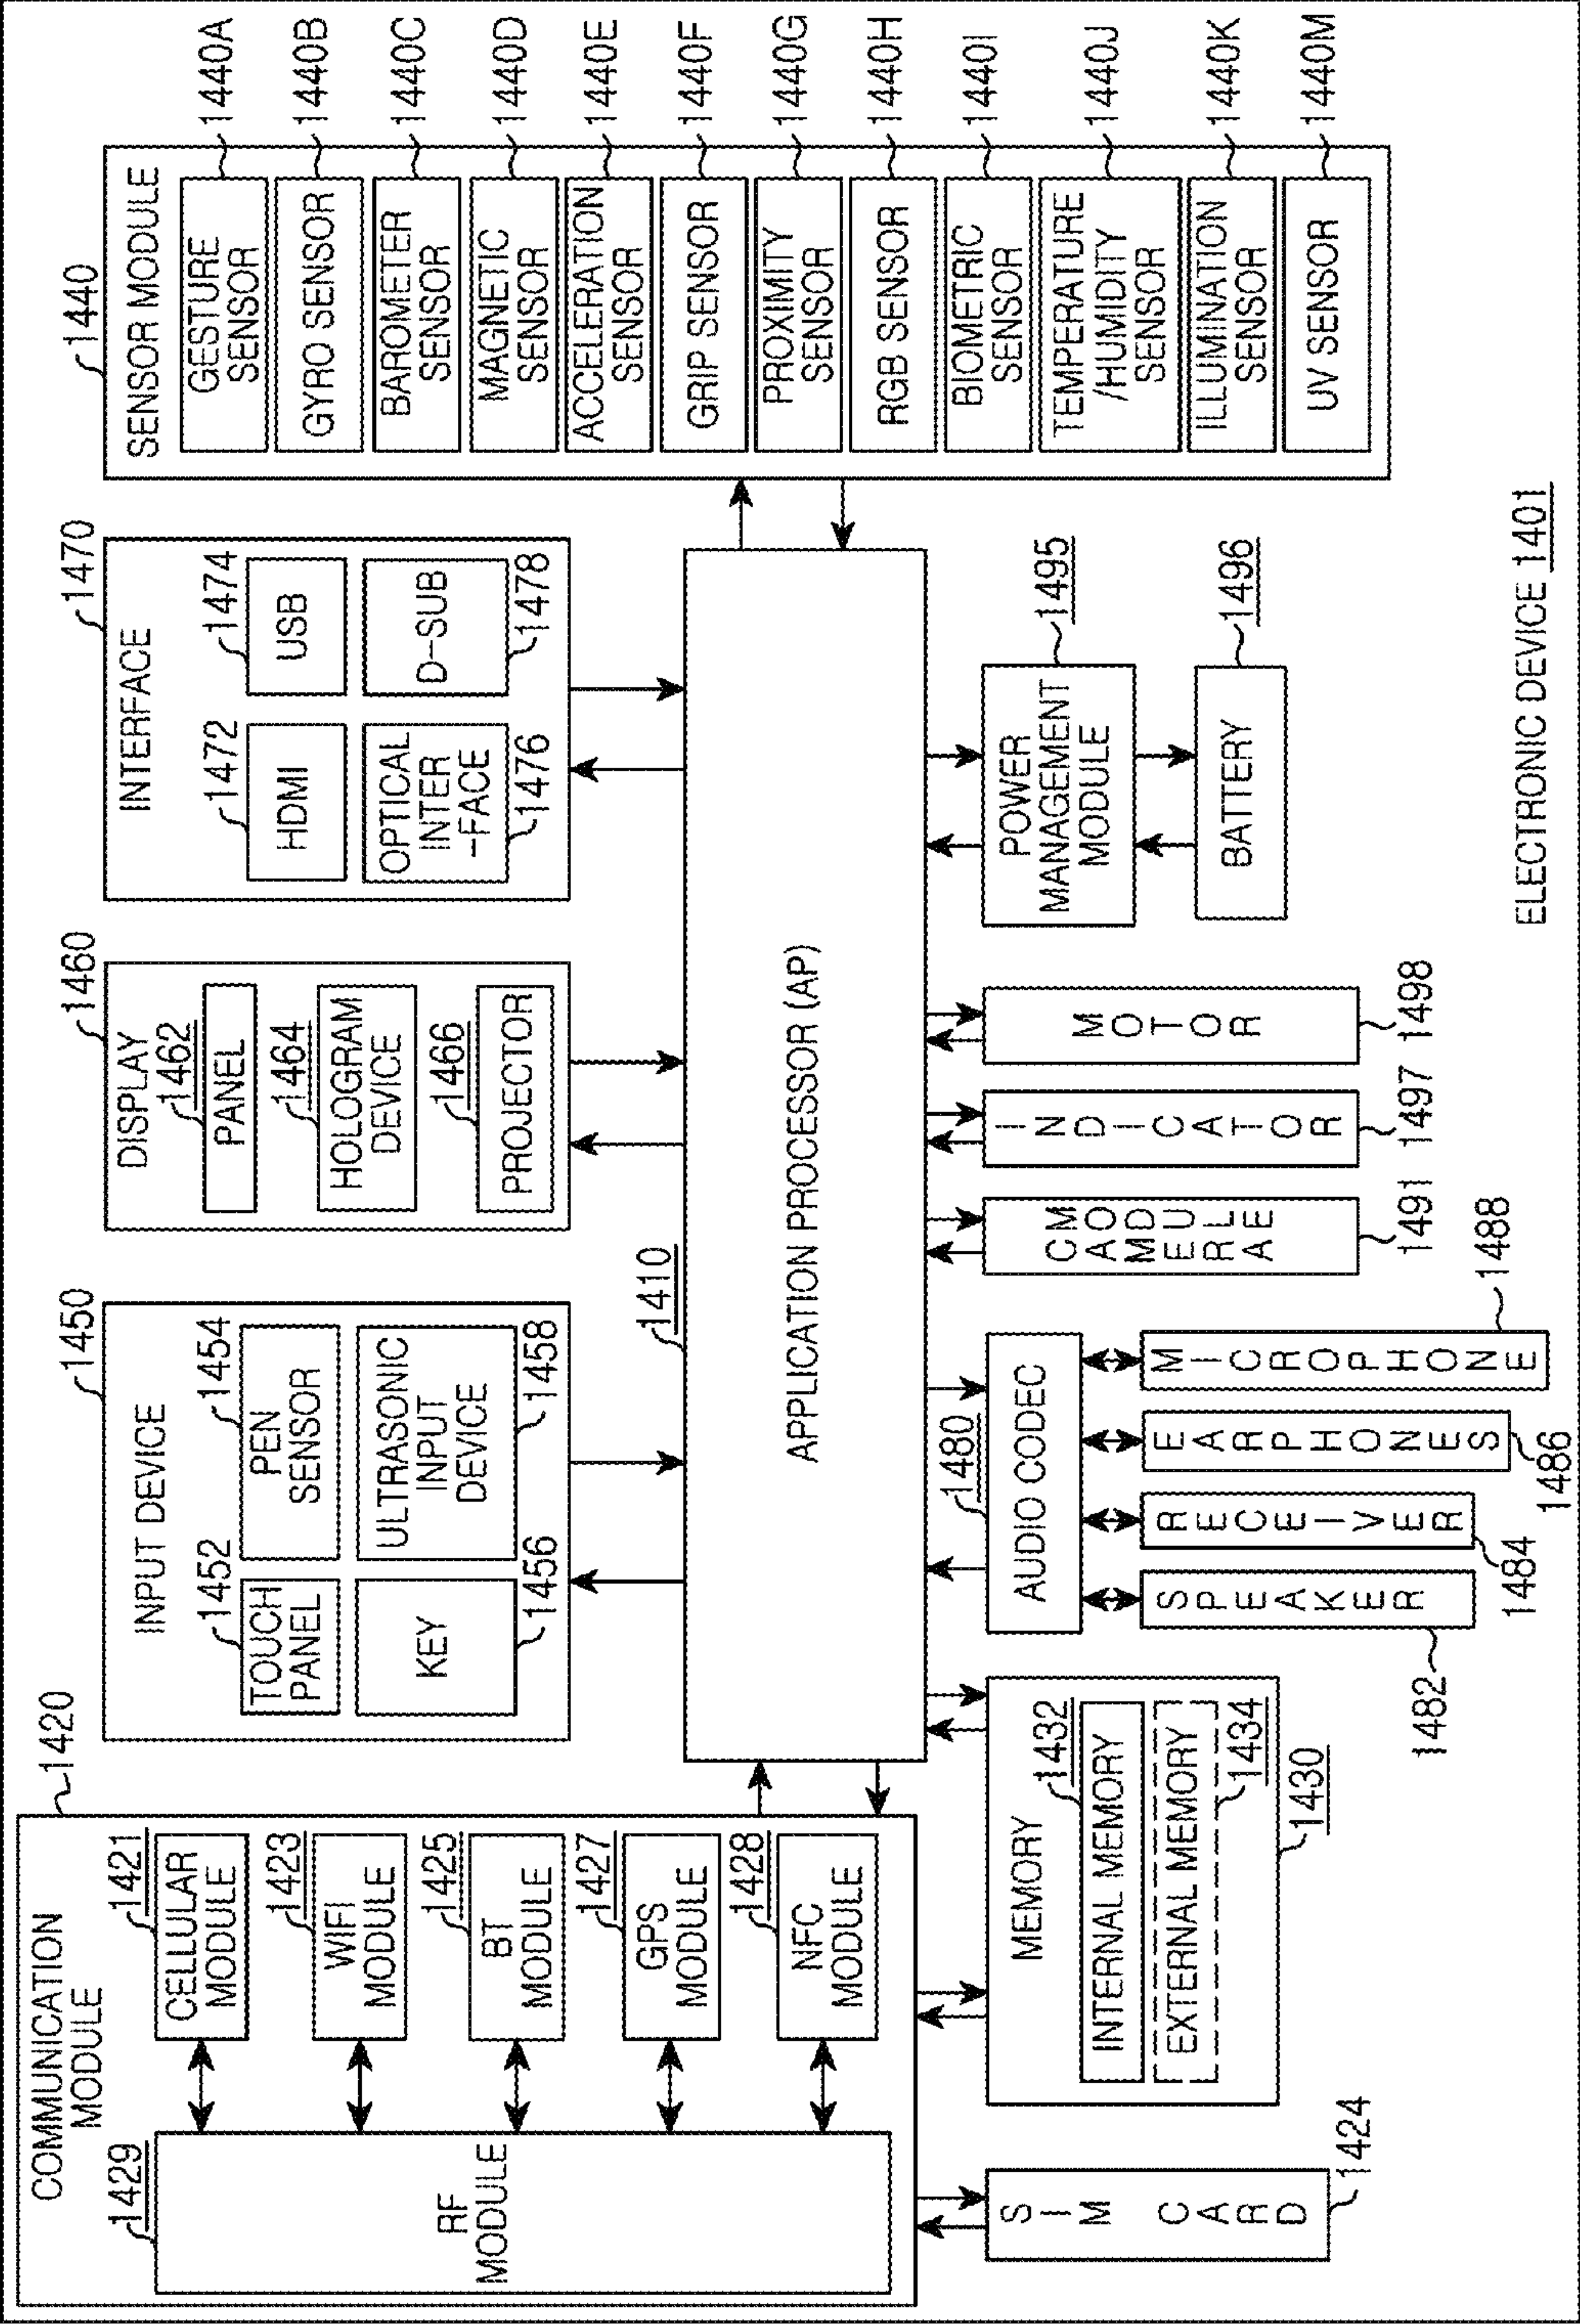 COMMUNICATION
MODULE
1420
1429
RF
MODULE
1421
CELLULAR
MODULE
1423
WIFI
MODULE
1425
BT
MODULE
1427
GPS
MODULE
1428
NFC
MODULE
INPUT DEVICE
1450
1452
TOUCH
PANEL
1454
PEN
SENSOR
KEY
1456
ULTRASONIC
INPUT
DEVICE
1458
DISPLAY
1460
1462
PANEL
1464
HOLOGRAM
DEVICE
1466
PROJECTOR
INTERFACE
1470
1472
HDMI
1474
USB
OPTICAL
INTER
-FACE
1476
D-SUB
1478
1440
SENSOR MODULE
GESTURE
SENSOR
1440A
GYRO SENSOR
1440B
BAROMETER
SENSOR
1440C
MAGNETIC
SENSOR
1440D
ACCELERATION
SENSOR
1440E
GRIP SENSOR
1440F
PROXIMITY
SENSOR
1440G
RGB SENSOR
1440H
BIOMETRIC
SENSOR
1440I
TEMPERATURE
/HUMIDITY
SENSOR
1440J
ILLUMINATION
SENSOR
1440K
UV SENSOR
1440M
1410
APPLICATION PROCESSOR (AP)
SIM CARD
1424
MEMORY
1432
INTERNAL MEMORY
EXTERNAL MEMORY
1434
1430
1480
AUDIO CODEC
SPEAKER
1482
RECEIVER
1484
EARPHONES
1486
MICROPHONE
1488
CAMERA
MODULE
1491
INDICATOR
1497
MOTOR
1498
POWER
MANAGEMENT
MODULE
1495
BATTERY
1496
ELECTRONIC DEVICE 1401